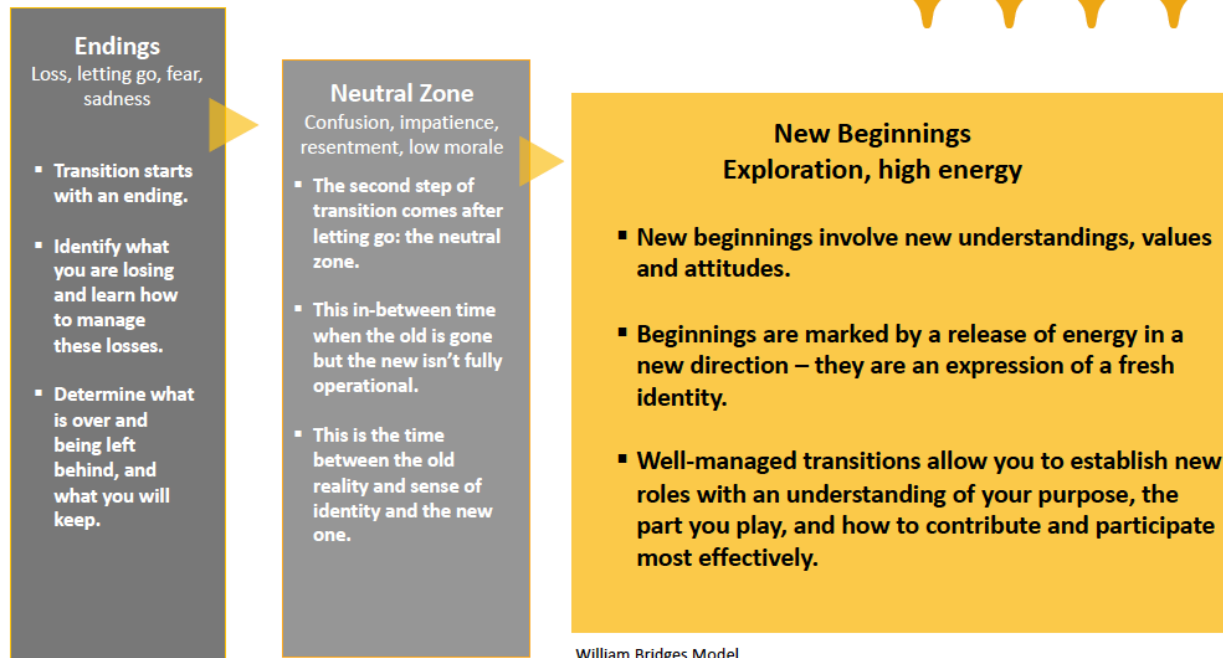 Endings
Loss, letting go, fear,
sadness
▪ Transition starts
with an ending.
▪ Identify what
you are losing
and learn how
to manage
these losses.
▪ Determine what
is over and
being left
behind, and
what you will
keep.
Neutral Zone
Confusion, impatience,
resentment, low morale
▪ The second step of
transition comes after
letting go: the neutral
zone.
▪ This in-between time
when the old is gone
but the new isn’t fully
operational.
▪ This is the time
between the old
reality and sense of
identity and the new
one.
New Beginnings
Exploration, high energy
▪ New beginnings involve new understandings, values
and attitudes.
▪ Beginnings are marked by a release of energy in a
new direction – they are an expression of a fresh
identity.
▪ Well-managed transitions allow you to establish new
roles with an understanding of your purpose, the
part you play, and how to contribute and participate
most effectively.
William Bridges Model